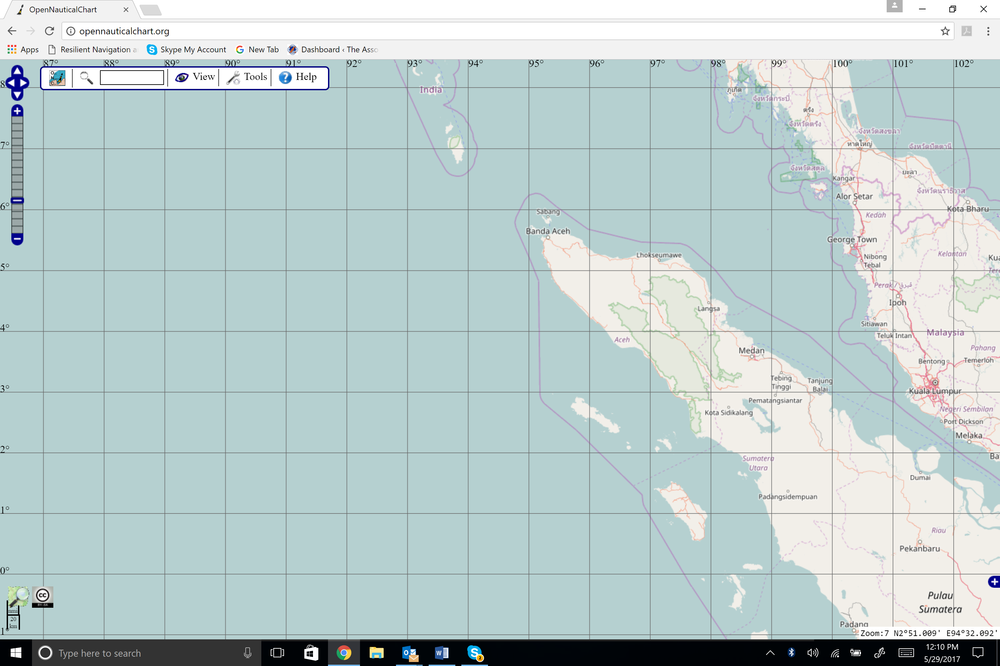 OpenNauticalChart
opennauticalchart.org
Apps
Resilient Navigation a
Skype My Account
New Tab
Dashboard ‹ The Asso
87° 88° 89° 90° 91° 92° 93° 94° 95° 96° 97° 98° 99° 100° 101° 102°
View
Tools
Help
8
India
ภูเก็ต
จังหวัดกระบี่
ตรัง
จังหวัดตรัง
จังหวัดสงขลา
7°
หาดใหญ่
จังหวัดปัตตานี
จังหวัดสตูล
ยะลา
Kangar
จังหวัดนราธิวาส
Alor Setar
6°
Kota Bharu
Sabang
Kedah
Banda Aceh
George Town
Lhokseumawe
Kelantan
Nibong
Tebal
Kua
5°
Tere
Perak / ڤيرق
Ipoh
Langsa
Sitiawan
4°
Malaysia
Teluk Intan
Aceh
Pahang
Medan
Bentong
Temerloh
Tebing
Tinggi
Tanjung
Balai
3°
Kuala Lumpur
Pematangsiantar
Negeri Sembilan
Kota Sidikalang
Port Dickson
Melaka
2°
Ba
Sumatera
Utara
Dumai
Padangsidempuan
1°
Riau
Pekanbaru
0°
Pulau
Sumatera
cc
BY-SA
nmi
20
km
Padang
1°
Zoom:7 N2°51.009' E94°32.092'
Type here to search
2
12:10 PM
5/29/2017